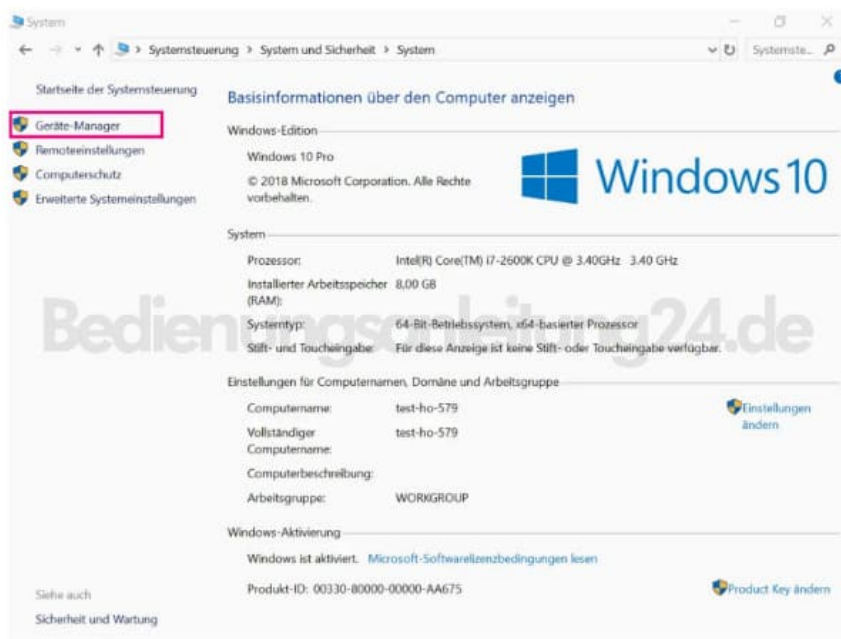 System
Systemsteuerung > System und Sicherheit > System
Systemste...
Startseite der Systemsteuerung
Geräte-Manager
Remoteeinstellungen
Computerschutz
Erweiterte Systemeinstellungen
Siehe auch
Sicherheit und Wartung
Basisinformationen über den Computer anzeigen
Windows-Edition
Windows 10 Pro
© 2018 Microsoft Corporation. Alle Rechte
vorbehalten.
Windows 10
System
Prozessor: Intel(R) Core(TM) i7-2600K CPU @ 3.40GHz 3.40 GHz
Installierter Arbeitsspeicher 8,00 GB
(RAM):
Systemtyp: 64-Bit-Betriebssystem, x64-basierter Prozessor
Stift- und Toucheingabe: Für diese Anzeige ist keine Stift- oder Toucheingabe verfügbar.
Bedienungsanleitung24.de
Einstellungen für Computernamen, Domäne und Arbeitsgruppe
Computername: test-ho-579
Einstellungen
ändern
Vollständiger test-ho-579
Computername:
Computerbeschreibung:
Arbeitsgruppe: WORKGROUP
Windows-Aktivierung
Windows ist aktiviert. Microsoft-Softwarelizenzbedingungen lesen
Produkt-ID: 00330-80000-00000-AA675
Product Key ändern